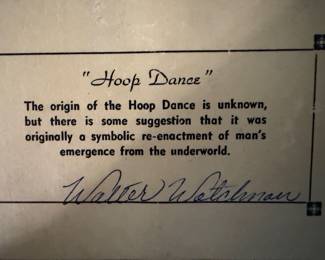 "Hoop Dance"
The origin of the Hoop Dance is unknown,
but there is some suggestion that it was
originally a symbolic re-enactment of man's
emergence from the underworld.
Walter Watchman